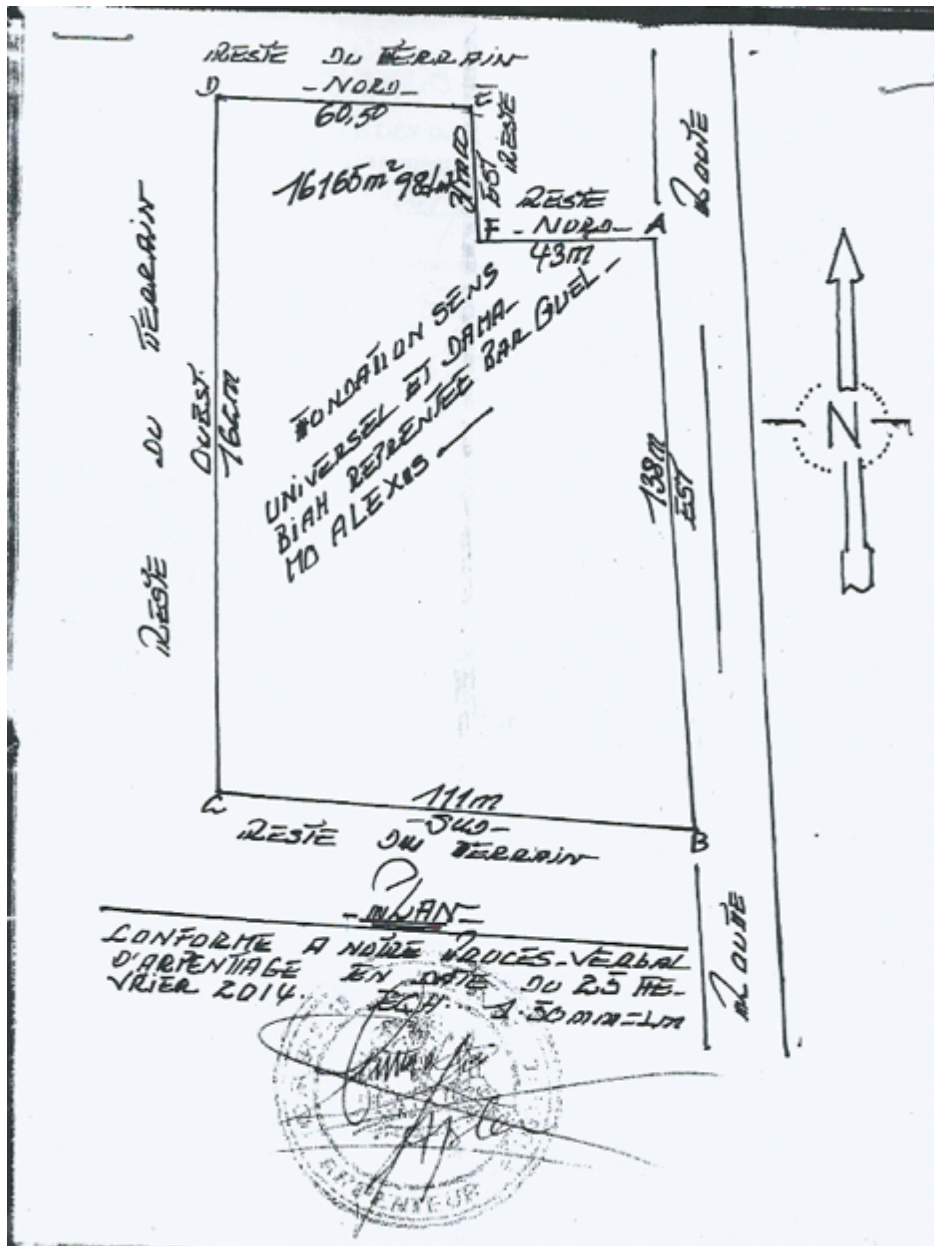 RESTE DU TERRAIN
- NORD -
60,50
D
E
16165m² 98dm²
EST
RESTE
RESTE
- NORD -
F
A
43m
ROUTE
RESTE DU TERRAIN
OUEST.
FONDATION SENS
UNIVERSEL ET DAMA-
BIAH REPRENTEE PAR GUEL-
MO ALEXIS
138m
EST
N
C
111m
- SUD -
B
RESTE DU TERRAIN
ROUTE
- PLAN -
CONFORME A NOTRE PROCES-VERBAL
D'ARPENTAGE EN DATE DU 25 FE-
VRIER 2014.
ECH... 1.50mm=1m
ARPENTEUR